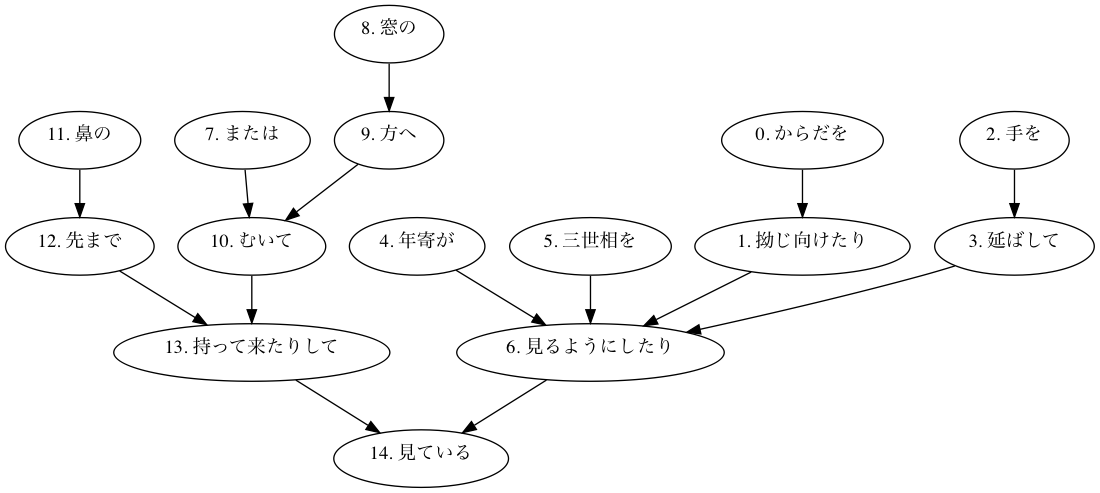 8. 窓の
11. 鼻の
7. または
9. 方へ
0. からだを
2. 手を
12. 先まで
10. むいて
4. 年寄が
5. 三世相を
1. 拗じ向けたり
3. 延ばして
13. 持って来たりして
6. 見るようにしたり
14. 見ている